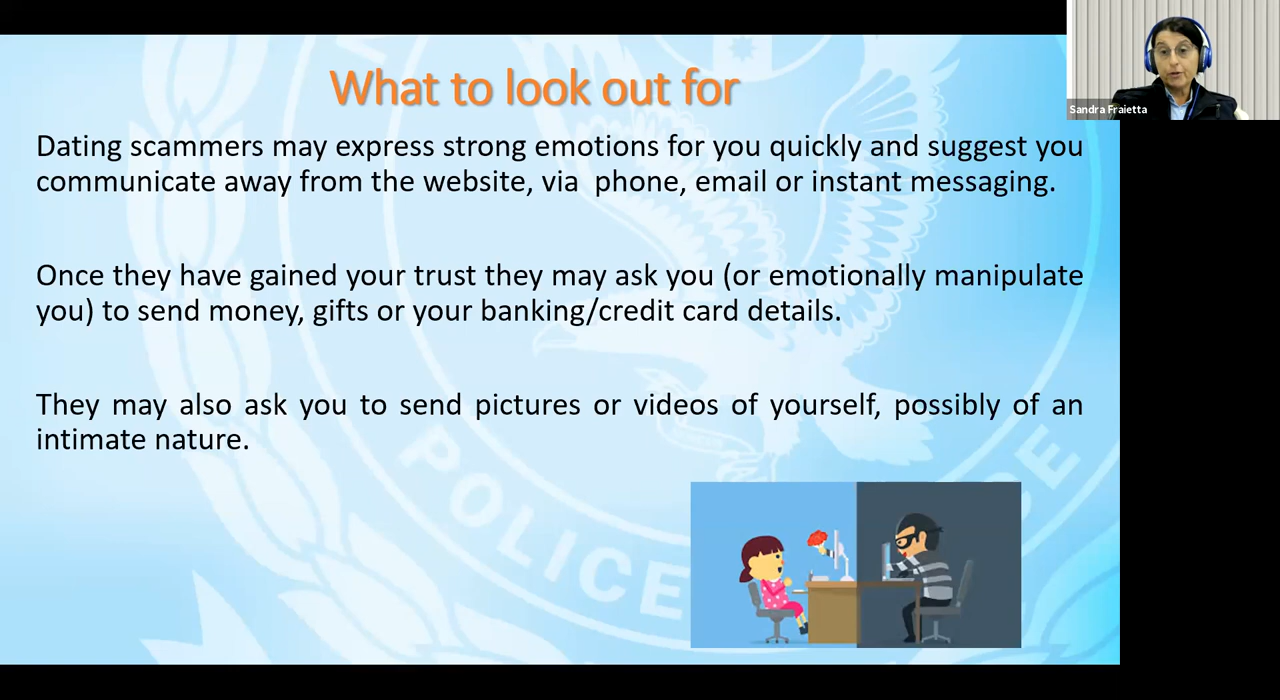 What to look out for
Sandra Fraietta
Dating scammers may express strong emotions for you quickly and suggest you
communicate away from the website, via  phone, email or instant messaging.
Once they have gained your trust they may ask you (or emotionally manipulate
you) to send money, gifts or your banking/credit card details.
They may also ask you to send pictures or videos of yourself, possibly of an
intimate nature.
POLICE